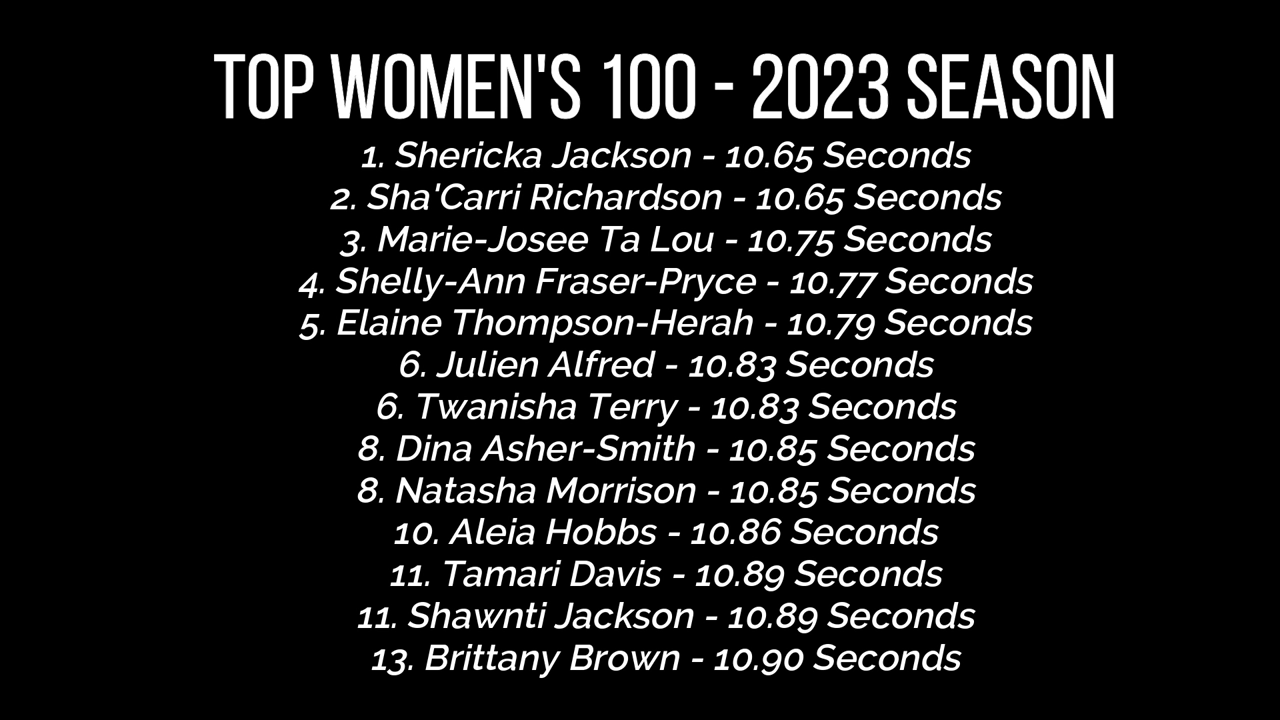 TOP WOMEN'S 100 - 2023 SEASON
1. Shericka Jackson - 10.65 Seconds
2. Sha'Carri Richardson - 10.65 Seconds
3. Marie-Josee Ta Lou - 10.75 Seconds
4. Shelly-Ann Fraser-Pryce - 10.77 Seconds
5. Elaine Thompson-Herah - 10.79 Seconds
6. Julien Alfred - 10.83 Seconds
6. Twanisha Terry - 10.83 Seconds
8. Dina Asher-Smith - 10.85 Seconds
8. Natasha Morrison - 10.85 Seconds
10. Aleia Hobbs - 10.86 Seconds
11. Tamari Davis - 10.89 Seconds
11. Shawnti Jackson - 10.89 Seconds
13. Brittany Brown - 10.90 Seconds